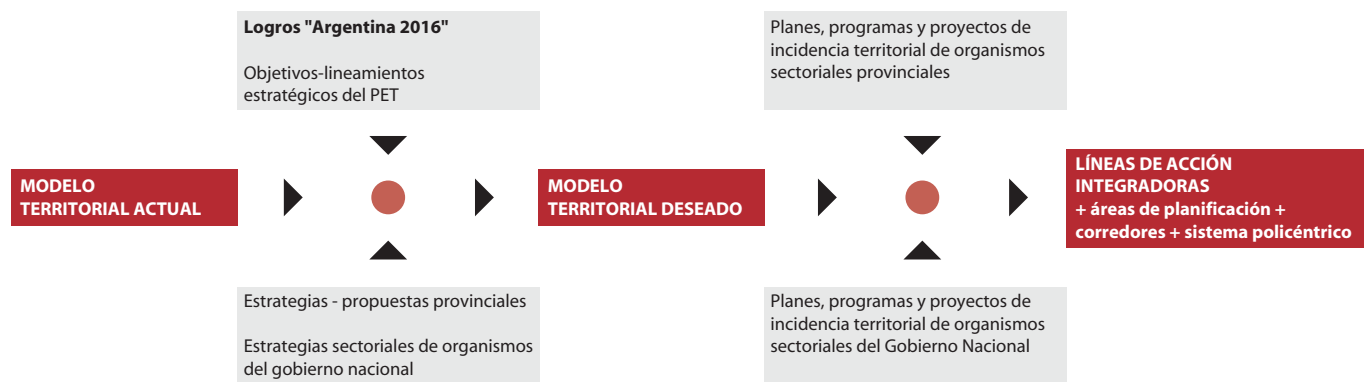 Logros "Argentina 2016"
Objetivos-lineamientos
estratégicos del PET
Planes, programas y proyectos de
incidencia territorial de organismos
sectoriales provinciales
MODELO
TERRITORIAL ACTUAL
MODELO
TERRITORIAL DESEADO
LÍNEAS DE ACCIÓN
INTEGRADORAS
+ áreas de planificación +
corredores + sistema policéntrico
Estrategias - propuestas provinciales
Estrategias sectoriales de organismos
del gobierno nacional
Planes, programas y proyectos de
incidencia territorial de organismos
sectoriales del Gobierno Nacional